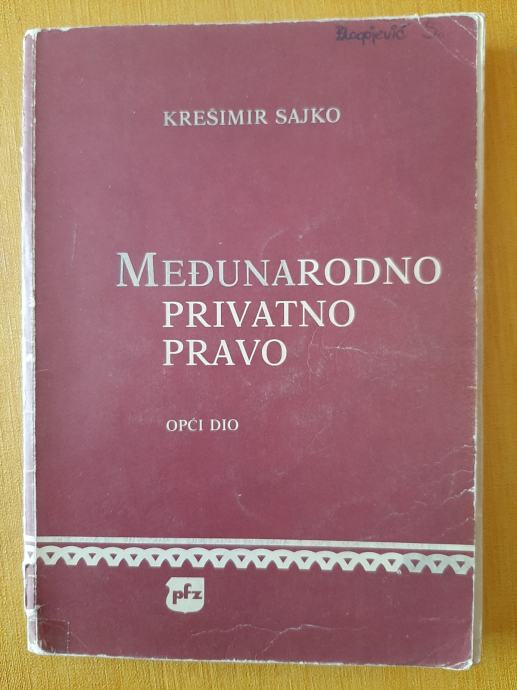 Blagojević S.
KREŠIMIR SAJKO
MEĐUNARODNO
PRIVATNO
PRAVO
OPĆI DIO
pfz